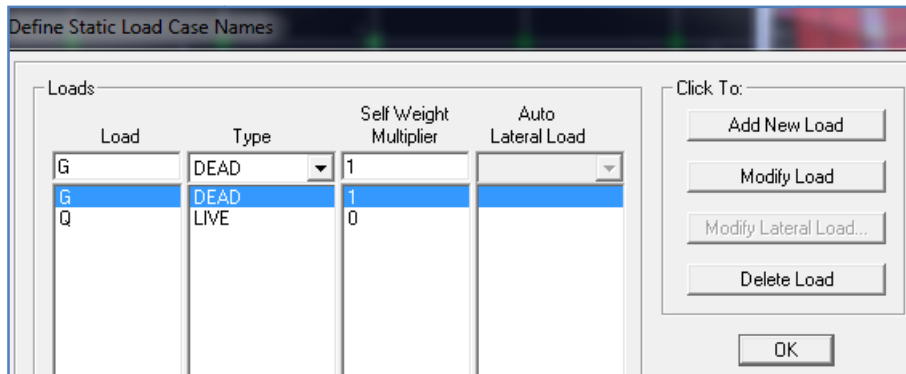 Define Static Load Case Names
Loads
Load Type Self Weight Multiplier Auto Lateral Load
G DEAD 1
G DEAD 1
Q LIVE 0
Click To:
Add New Load
Modify Load
Modify Lateral Load...
Delete Load
OK